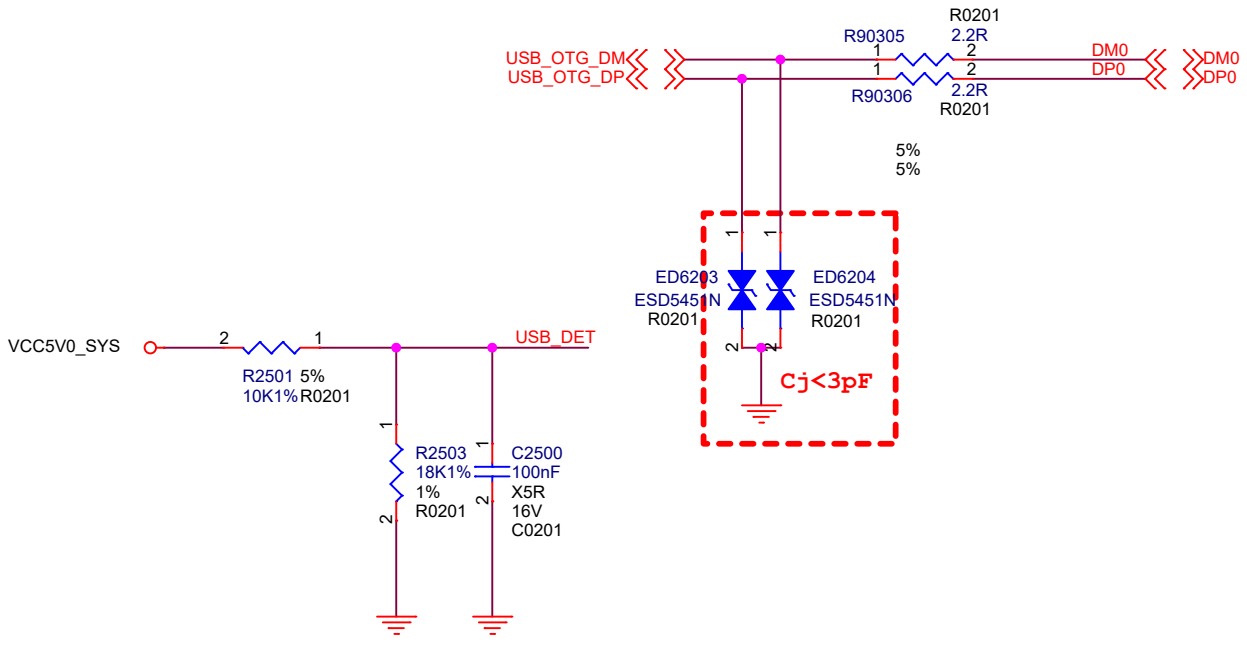 R0201
R90305
2.2R
USB_OTG_DM
1
2
DM0
DM0
USB_OTG_DP
1
2
DP0
DP0
R90306
2.2R
R0201
5%
5%
1
1
ED6203
ED6204
ESD5451N
ESD5451N
R0201
R0201
2
2
Cj<3pF
VCC5V0_SYS
2
1
USB_DET
R2501 5%
10K1% R0201
1
R2503
18K1%
1%
R0201
2
1
C2500
100nF
X5R
16V
C0201
2